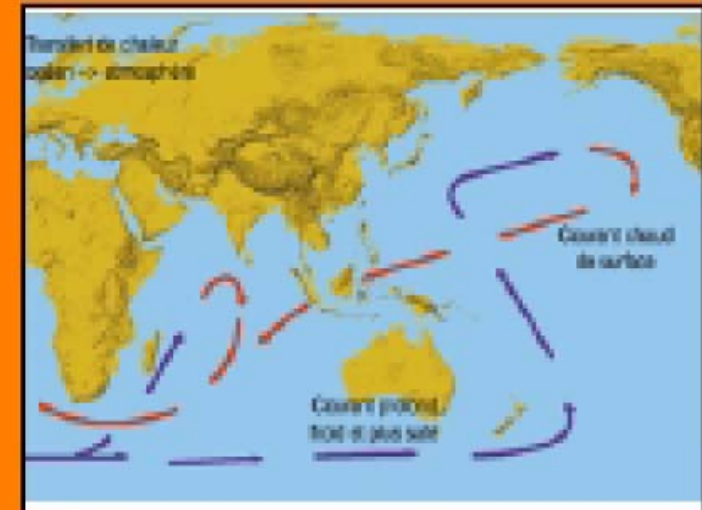 Transfert de chaleur
océan -> atmosphère
Courant chaud
de surface
Courant profond,
froid et plus salé